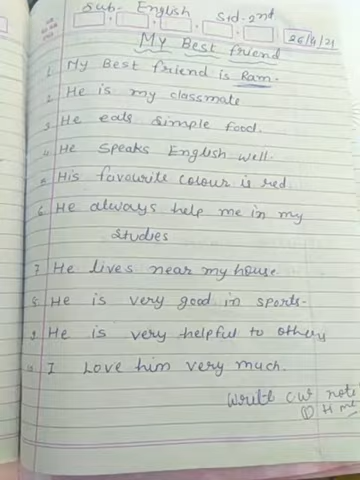 Sub- English Std-2nd
My Best friend
26/4/21
1. My Best friend is Ram.
2. He is my classmate
3. He eats simple food.
4. He speaks English well.
5. His favourite colour is red
6. He always help me in my
studies
7. He lives near my house
8. He is very good in sports.
9. He is very helpful to others
10. I Love him very much.
Write cw note